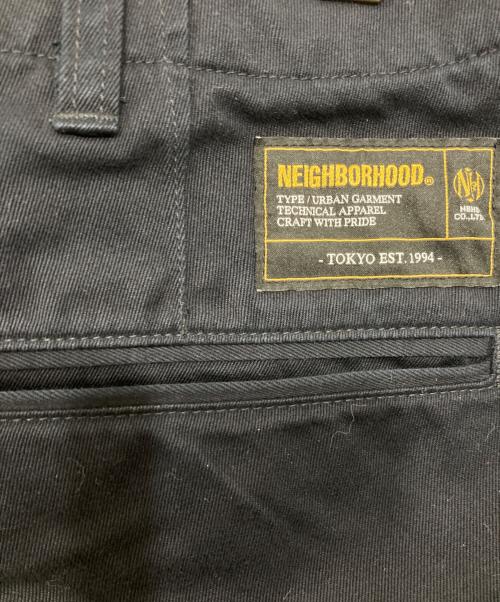 NEIGHBORHOOD®
TYPE / URBAN GARMENT
TECHNICAL APPAREL
CRAFT WITH PRIDE
NH
NBHD
CO.,LTD.
- TOKYO EST.1994 -